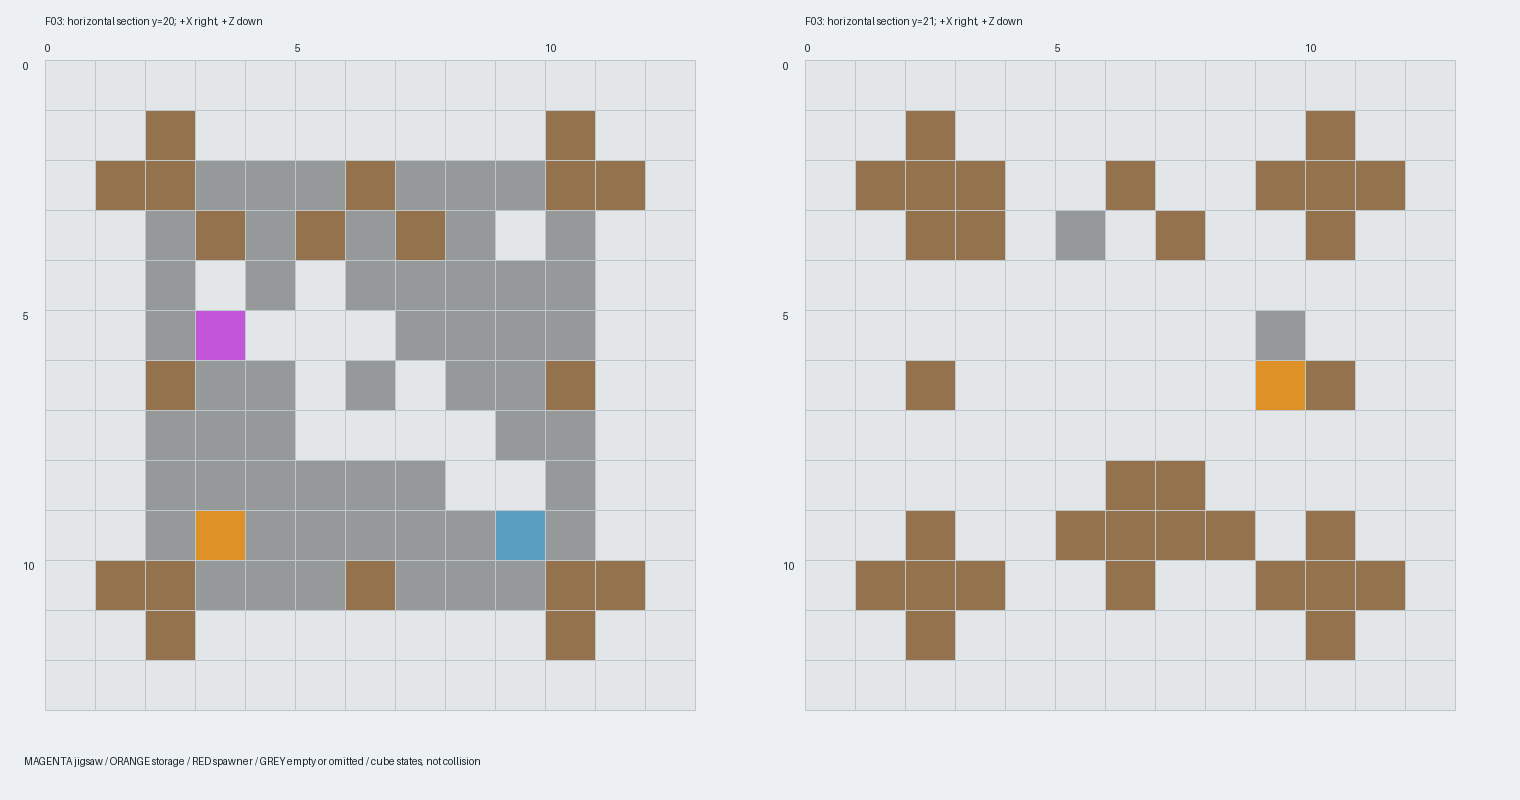 F03: horizontal section y=20; +X right, +Z down
F03: horizontal section y=21; +X right, +Z down
0 5 10
0 5 10
0
5
10
0
5
10
MAGENTA jigsaw / ORANGE storage / RED spawner / GREY empty or omitted / cube states, not collision